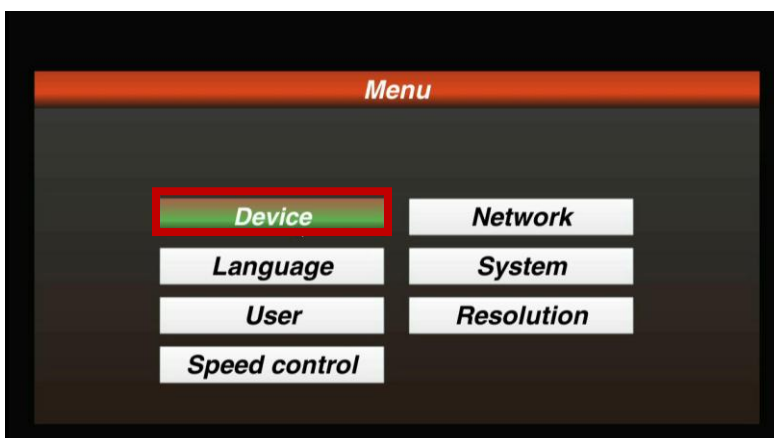 Menu
Device
Network
Language
System
User
Resolution
Speed control